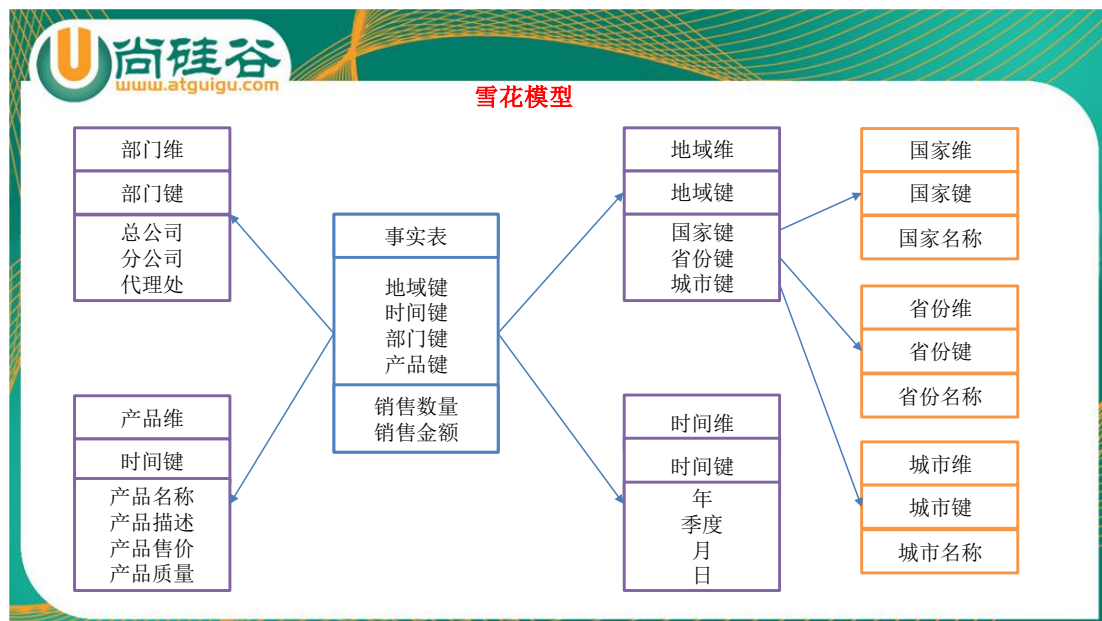 尚硅谷
www.atguigu.com
雪花模型
部门维
部门键
总公司
分公司
代理处
产品维
时间键
产品名称
产品描述
产品售价
产品质量
事实表
地域键
时间键
部门键
产品键
销售数量
销售金额
地域维
地域键
国家键
省份键
城市键
时间维
时间键
年
季度
月
日
国家维
国家键
国家名称
省份维
省份键
省份名称
城市维
城市键
城市名称